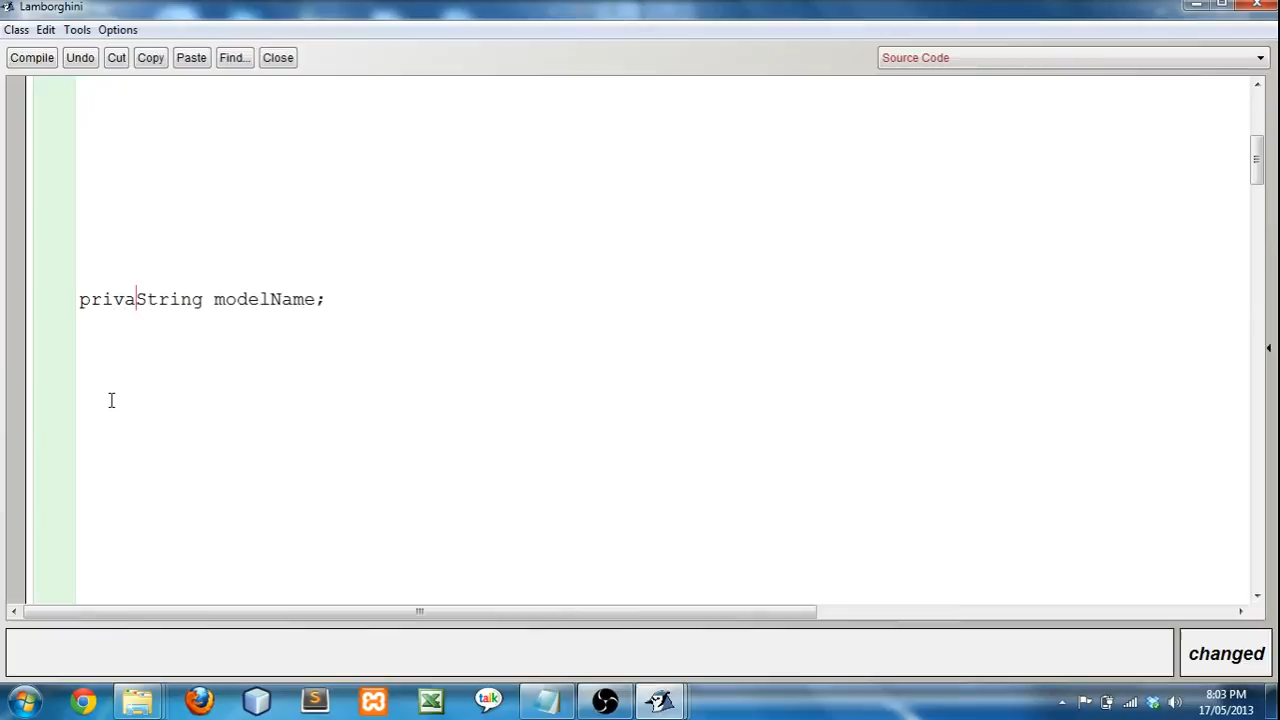 Lamborghini
Class Edit Tools Options
Compile Undo Cut Copy Paste Find... Close Source Code
privaString modelName;
changed
talk
8:03 PM
17/05/2013